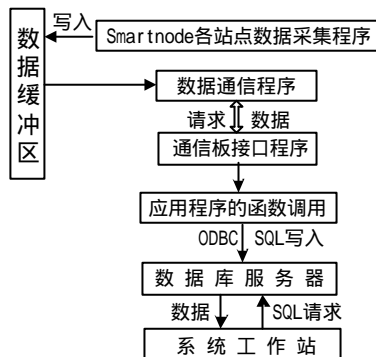 数据缓冲区
写入
Smartnode各站点数据采集程序
数据通信程序
请求 数据
通信板接口程序
应用程序的函数调用
ODBC SQL写入
数据库服务器
数据 SQL请求
系统工作站